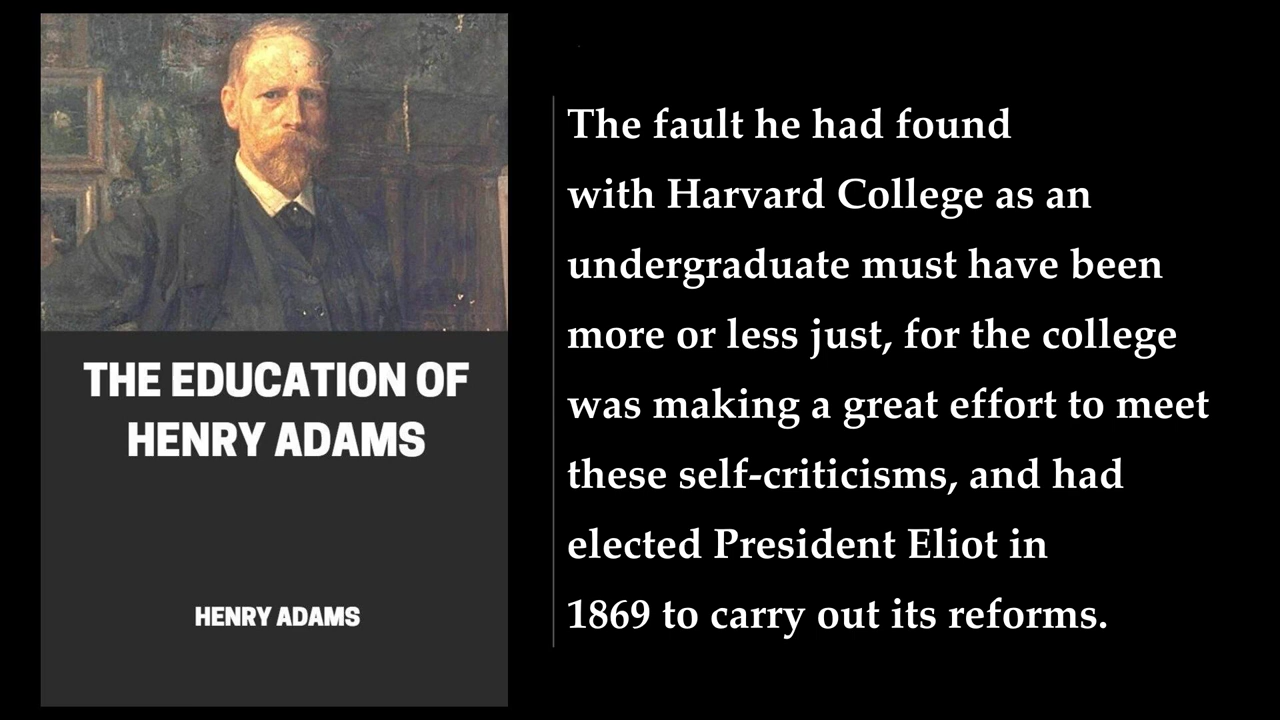 THE EDUCATION OF
HENRY ADAMS
HENRY ADAMS
The fault he had found
with Harvard College as an
undergraduate must have been
more or less just, for the college
was making a great effort to meet
these self-criticisms, and had
elected President Eliot in
1869 to carry out its reforms.